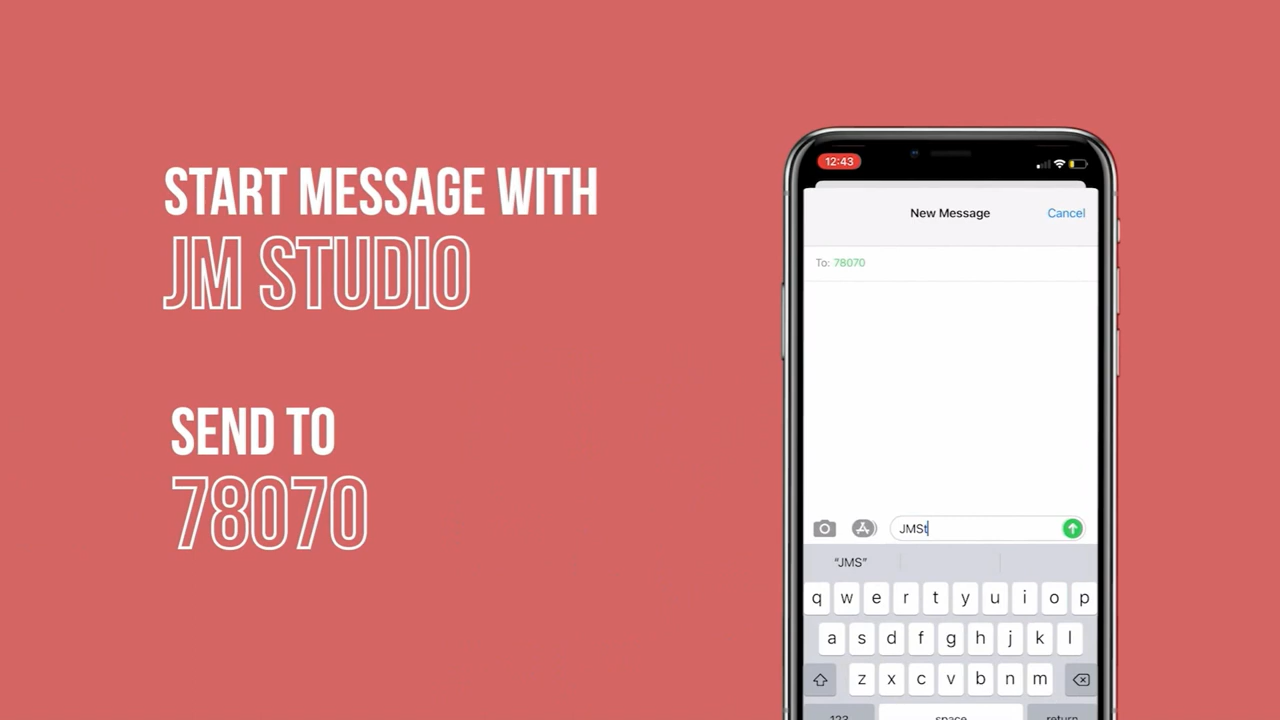 START MESSAGE WITH
JM STUDIO
SEND TO
78070
12:43
New Message
Cancel
To: 78070
JMSt
“JMS”
q w e r t y u i o p
a s d f g h j k l
z x c v b n m
123 space return